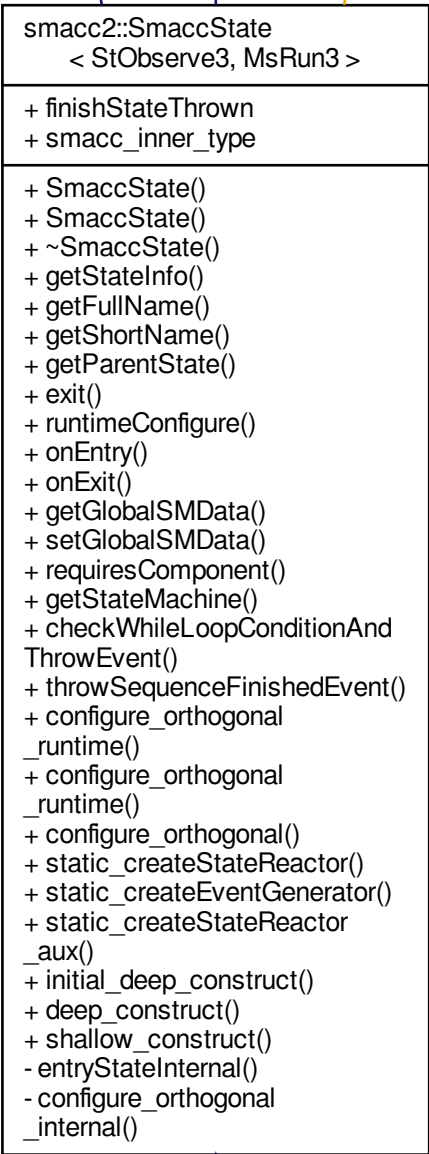 smacc2::SmaccState
< StObserve3, MsRun3 >
+ finishStateThrown
+ smacc_inner_type
+ SmaccState()
+ SmaccState()
+ ~SmaccState()
+ getStateInfo()
+ getFullName()
+ getShortName()
+ getParentState()
+ exit()
+ runtimeConfigure()
+ onEntry()
+ onExit()
+ getGlobalSMData()
+ setGlobalSMData()
+ requiresComponent()
+ getStateMachine()
+ checkWhileLoopConditionAnd
ThrowEvent()
+ throwSequenceFinishedEvent()
+ configure_orthogonal
_runtime()
+ configure_orthogonal
_runtime()
+ configure_orthogonal()
+ static_createStateReactor()
+ static_createEventGenerator()
+ static_createStateReactor
_aux()
+ initial_deep_construct()
+ deep_construct()
+ shallow_construct()
- entryStateInternal()
- configure_orthogonal
_internal()